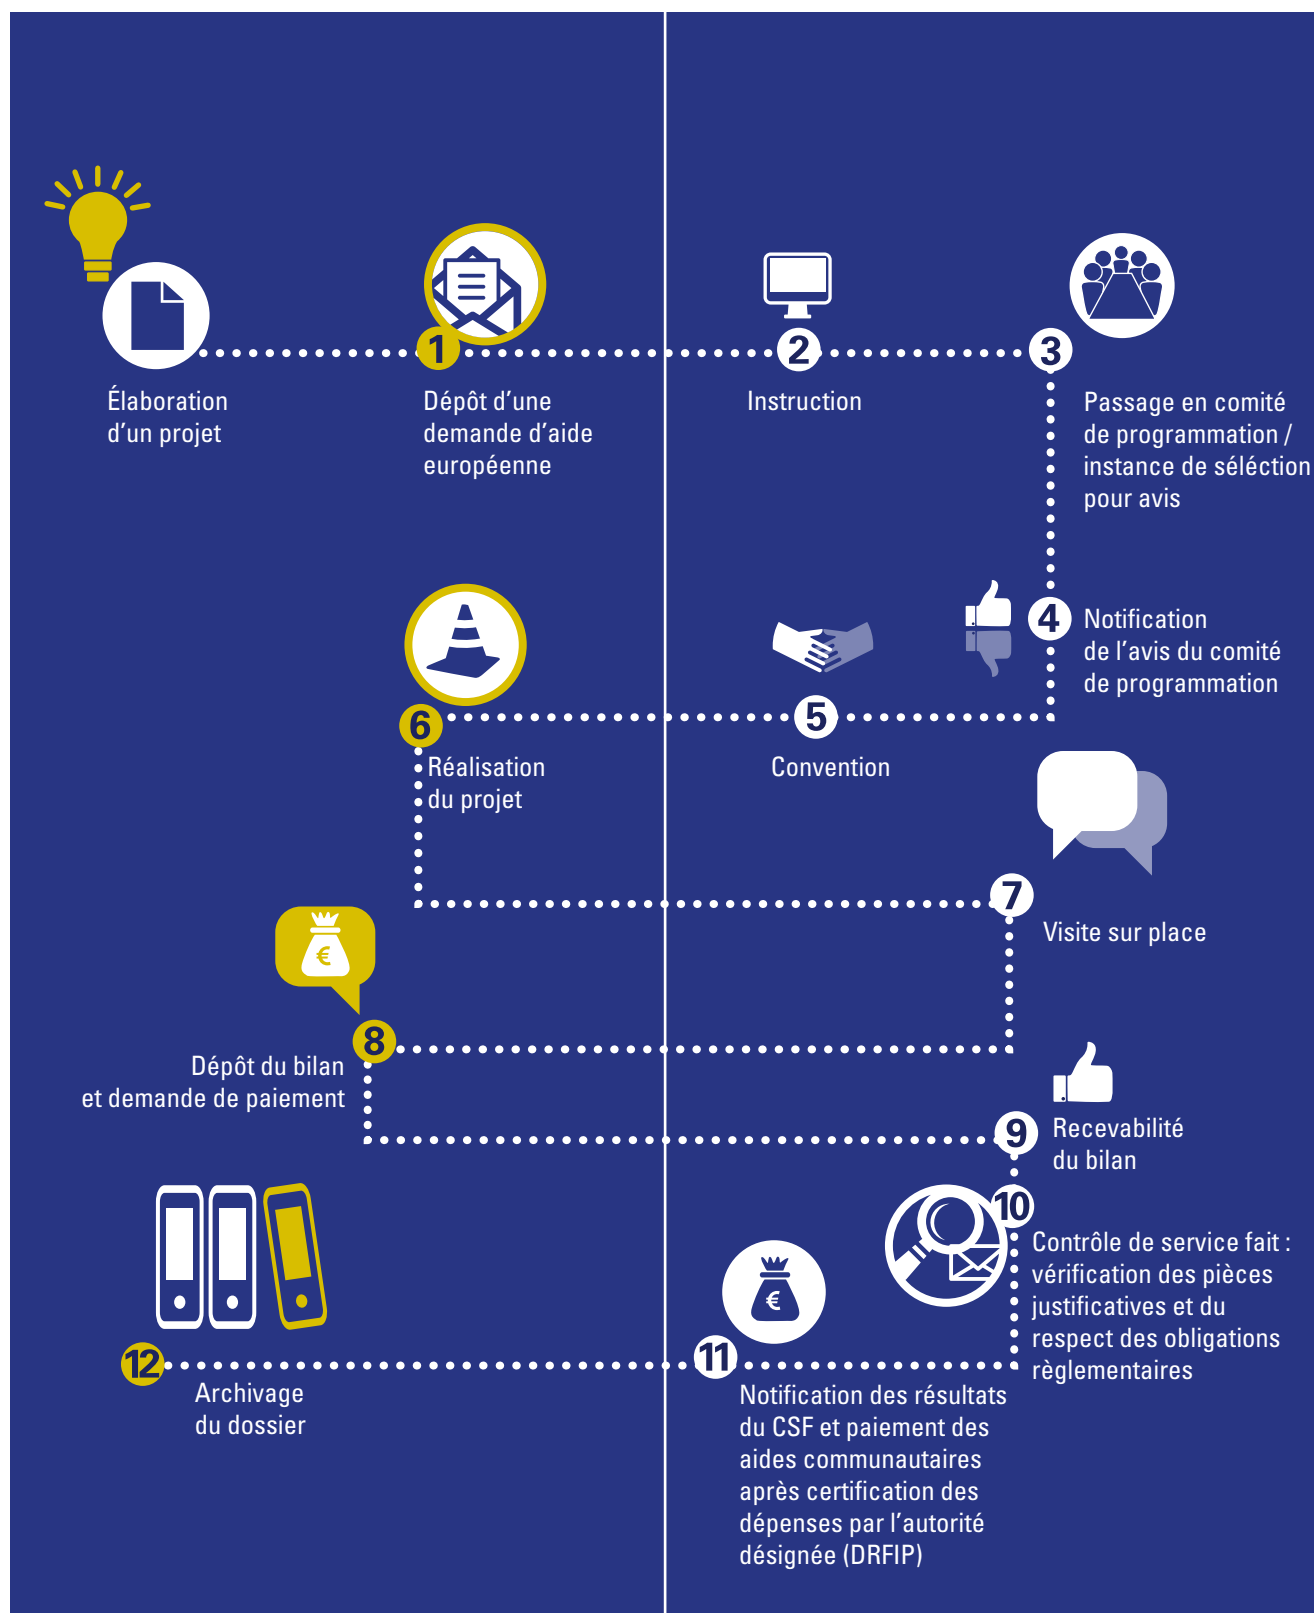 Élaboration
d’un projet
1
Dépôt d’une
demande d’aide
européenne
2
Instruction
3
Passage en comité
de programmation /
instance de séléction
pour avis
4
Notification
de l’avis du comité
de programmation
5
Convention
6
Réalisation
du projet
7
Visite sur place
€
8
Dépôt du bilan
et demande de paiement
9
Recevabilité
du bilan
10
Contrôle de service fait :
vérification des pièces
justificatives et du
respect des obligations
règlementaires
€
11
Notification des résultats
du CSF et paiement des
aides communautaires
après certification des
dépenses par l’autorité
désignée (DRFIP)
12
Archivage
du dossier